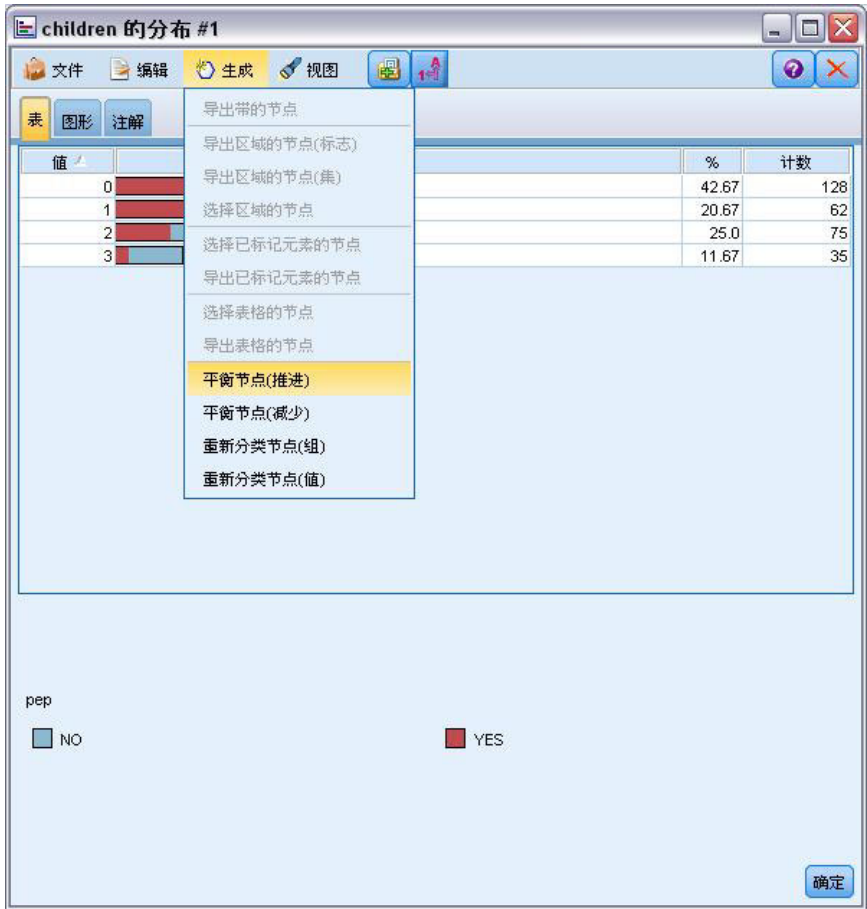 children 的分布 #1
文件 编辑 生成 视图
表 图形 注解
值 % 计数
0 42.67 128
1 20.67 62
2 25.0 75
3 11.67 35
导出带的节点
导出区域的节点(标志)
导出区域的节点(集)
选择区域的节点
选择已标记元素的节点
导出已标记元素的节点
选择表格的节点
导出表格的节点
平衡节点(推进)
平衡节点(减少)
重新分类节点(组)
重新分类节点(值)
pep
NO YES
确定